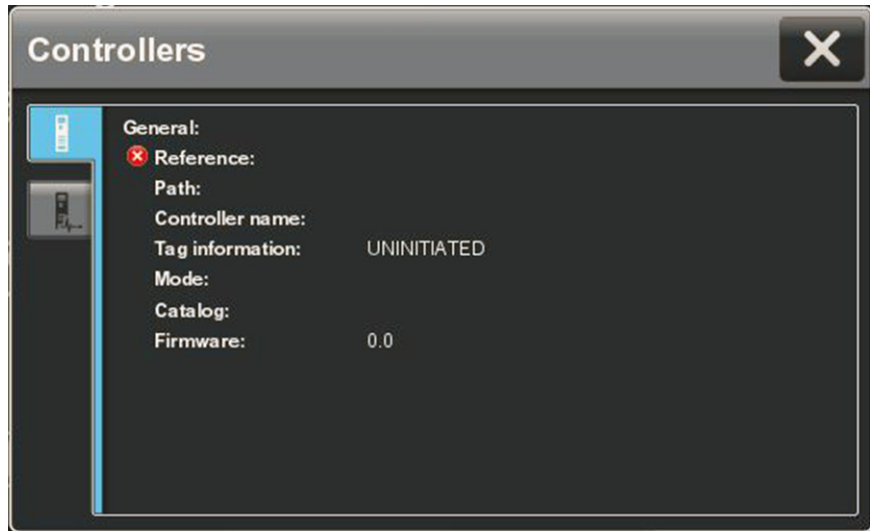 Controllers
General:
Reference:
Path:
Controller name:
Tag information: UNINITIATED
Mode:
Catalog:
Firmware: 0.0